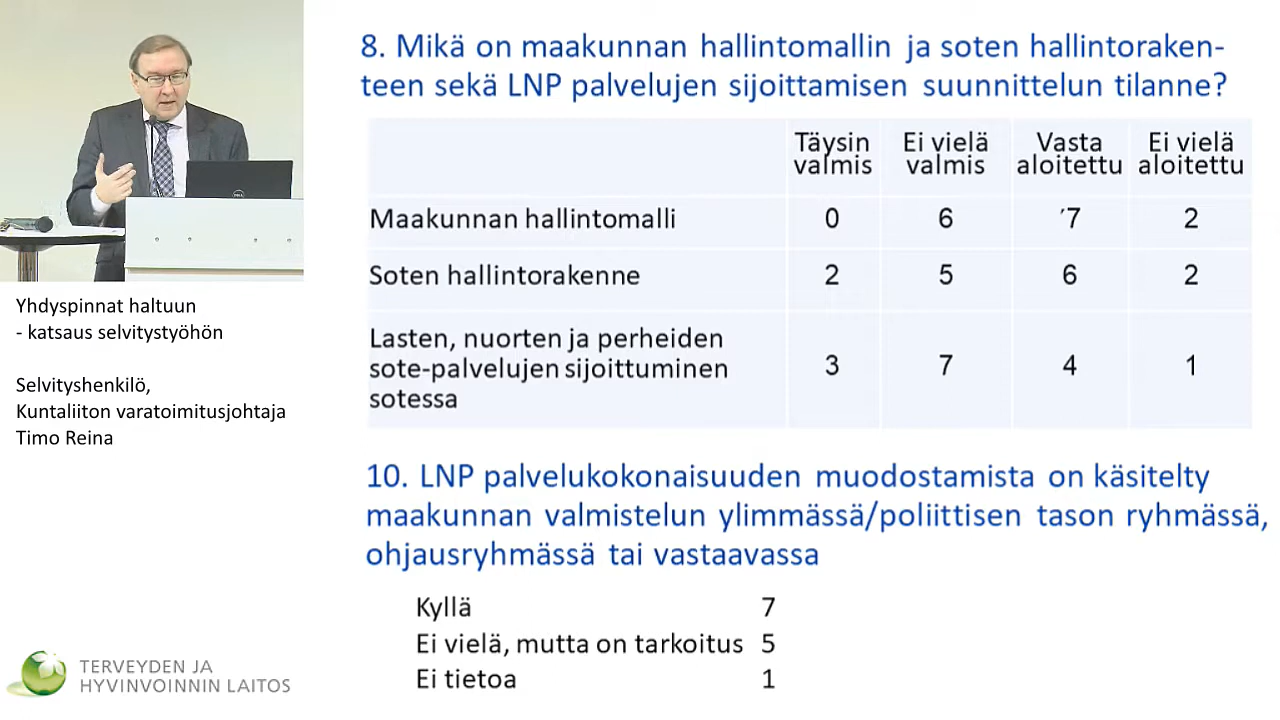 8. Mikä on maakunnan hallintomallin ja soten hallintoraken-
teen sekä LNP palvelujen sijoittamisen suunnittelun tilanne?
Täysin valmis
Ei vielä valmis
Vasta aloitettu
Ei vielä aloitettu
Maakunnan hallintomalli 0 6 ´7 2
Soten hallintorakenne 2 5 6 2
Lasten, nuorten ja perheiden
sote-palvelujen sijoittuminen 3 7 4 1
sotessa
10. LNP palvelukokonaisuuden muodostamista on käsitelty
maakunnan valmistelun ylimmässä/poliittisen tason ryhmässä,
ohjausryhmässä tai vastaavassa
Kyllä 7
Ei vielä, mutta on tarkoitus 5
Ei tietoa 1
Yhdyspinnat haltuun
- katsaus selvitystyöhön
Selvityshenkilö,
Kuntaliiton varatoimitusjohtaja
Timo Reina
TERVEYDEN JA
HYVINVOINNIN LAITOS
DELL